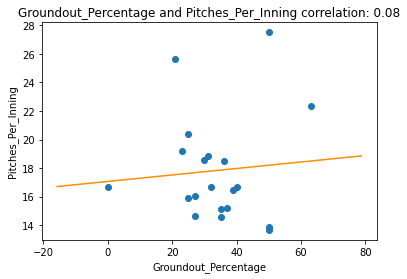 Groundout_Percentage and Pitches_Per_Inning correlation: 0.08
28
26
24
22
20
18
16
14
Pitches_Per_Inning
−20 0 20 40 60 80
Groundout_Percentage